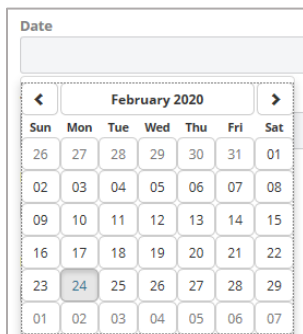 Date
February 2020
Sun Mon Tue Wed Thu Fri Sat
26 27 28 29 30 31 01
02 03 04 05 06 07 08
09 10 11 12 13 14 15
16 17 18 19 20 21 22
23 24 25 26 27 28 29
01 02 03 04 05 06 07